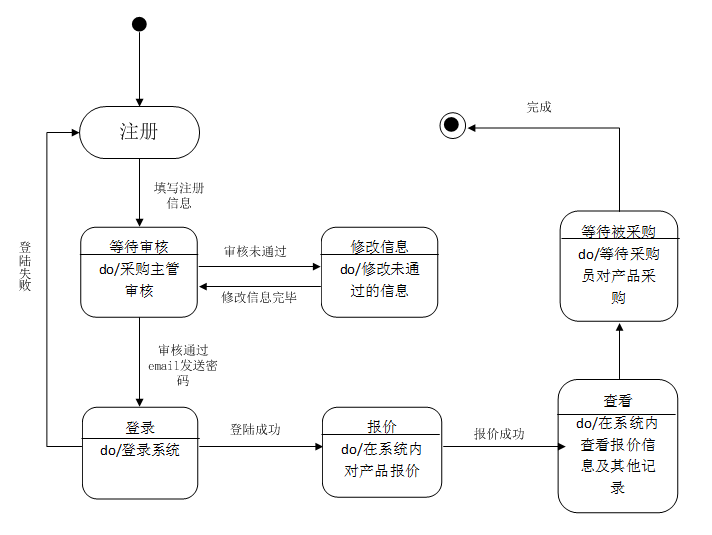 完成
注册
填写注册
信息
登陆失败
等待审核
do/采购主管
审核
审核未通过
修改信息完毕
修改信息
do/修改未通
过的信息
等待被采购
do/等待采购
员对产品采
购
审核通过
email发送密
码
登录
do/登录系统
登陆成功
报价
do/在系统内
对产品报价
报价成功
查看
do/在系统内
查看报价信
息及其他记
录